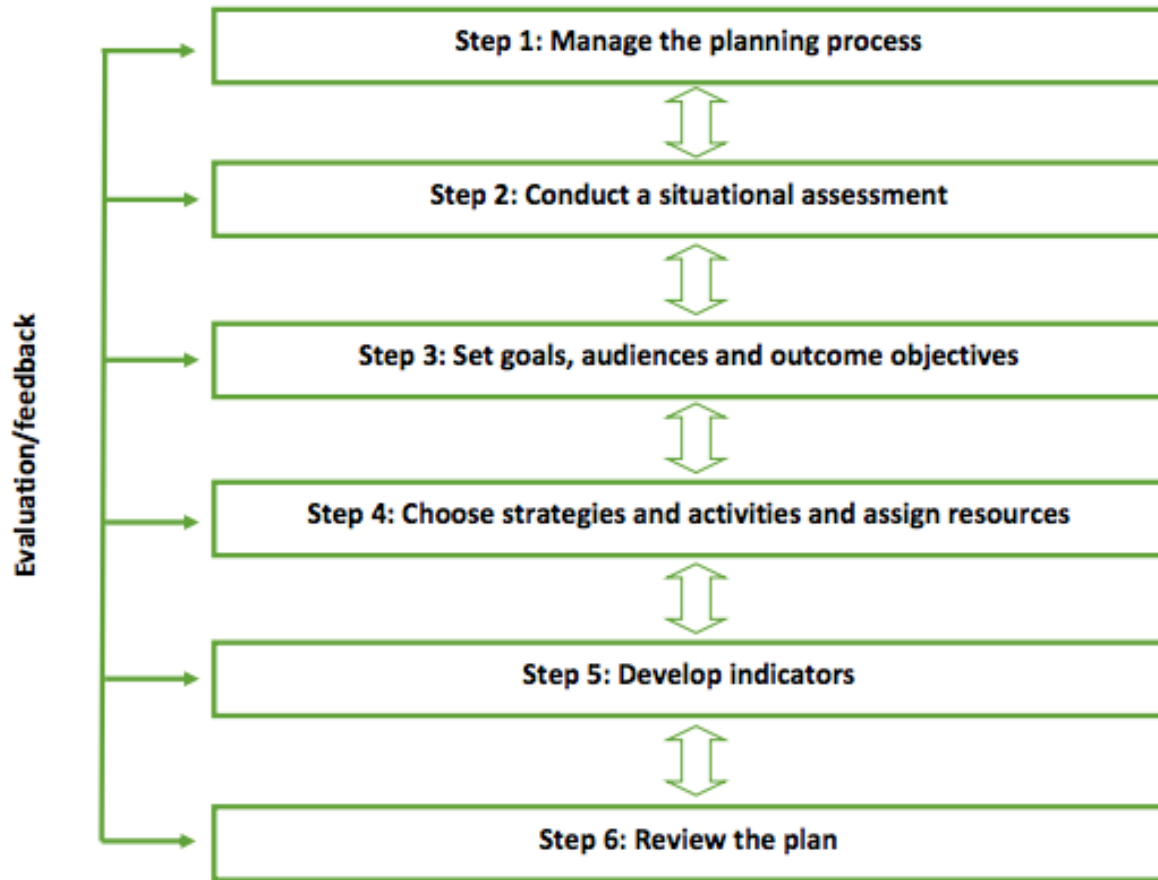 Step 1: Manage the planning process
Step 2: Conduct a situational assessment
Step 3: Set goals, audiences and outcome objectives
Step 4: Choose strategies and activities and assign resources
Step 5: Develop indicators
Step 6: Review the plan
Evaluation/feedback